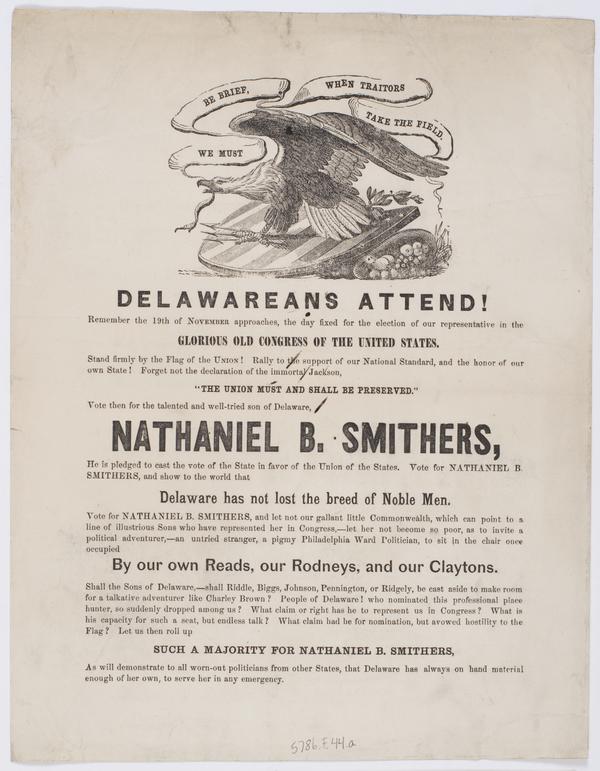 WE MUST
BE BRIEF,
WHEN TRAITORS
TAKE THE FIELD.
DELAWAREANS ATTEND!
Remember the 19th of NOVEMBER approaches, the day fixed for the election of our representative in the
GLORIOUS OLD CONGRESS OF THE UNITED STATES.
Stand firmly by the Flag of the UNION! Rally to the support of our National Standard, and the honor of our
own State! Forget not the declaration of the immortal Jackson,
"THE UNION MUST AND SHALL BE PRESERVED."
Vote then for the talented and well-tried son of Delaware,
NATHANIEL B. SMITHERS,
He is pledged to cast the vote of the State in favor of the Union of the States. Vote for NATHANIEL B.
SMITHERS, and show to the world that
Delaware has not lost the breed of Noble Men.
Vote for NATHANIEL B. SMITHERS, and let not our gallant little Commonwealth, which can point to a
line of illustrious Sons who have represented her in Congress,—let her not become so poor, as to invite a
political adventurer,—an untried stranger, a pigmy Philadelphia Ward Politician, to sit in the chair once
occupied
By our own Reads, our Rodneys, and our Claytons.
Shall the Sons of Delaware,—shall Riddle, Biggs, Johnson, Pennington, or Ridgely, be cast aside to make room
for a talkative adventurer like Charley Brown? People of Delaware! who nominated this professional place
hunter, so suddenly dropped among us? What claim or right has he to represent us in Congress? What is
his capacity for such a seat, but endless talk? What claim had he for nomination, but avowed hostility to the
Flag? Let us then roll up
SUCH A MAJORITY FOR NATHANIEL B. SMITHERS,
As will demonstrate to all worn-out politicians from other States, that Delaware has always on hand material
enough of her own, to serve her in any emergency.
5786.F.44.a